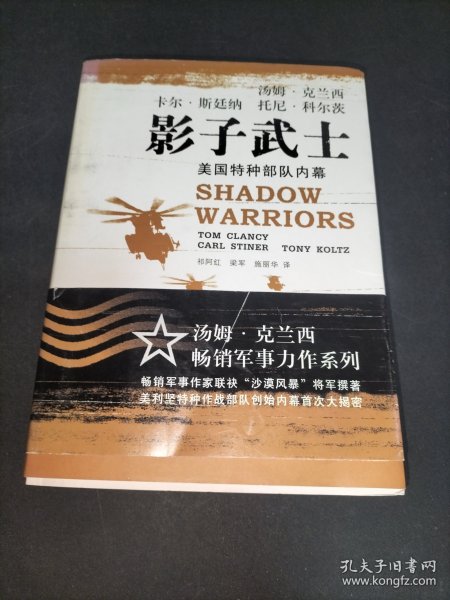 汤姆·克兰西
卡尔·斯廷纳 托尼·科尔茨
影子武士
美国特种部队内幕
SHADOW
WARRIORS
TOM CLANCY
CARL STINER TONY KOLTZ
祁阿红 梁军 施丽华 译
汤姆·克兰西
畅销军事力作系列
畅销军事作家联袂“沙漠风暴”将军撰著
美利坚特种作战部队创始内幕首次大揭密
孔夫子旧书网
www.kongfz.com